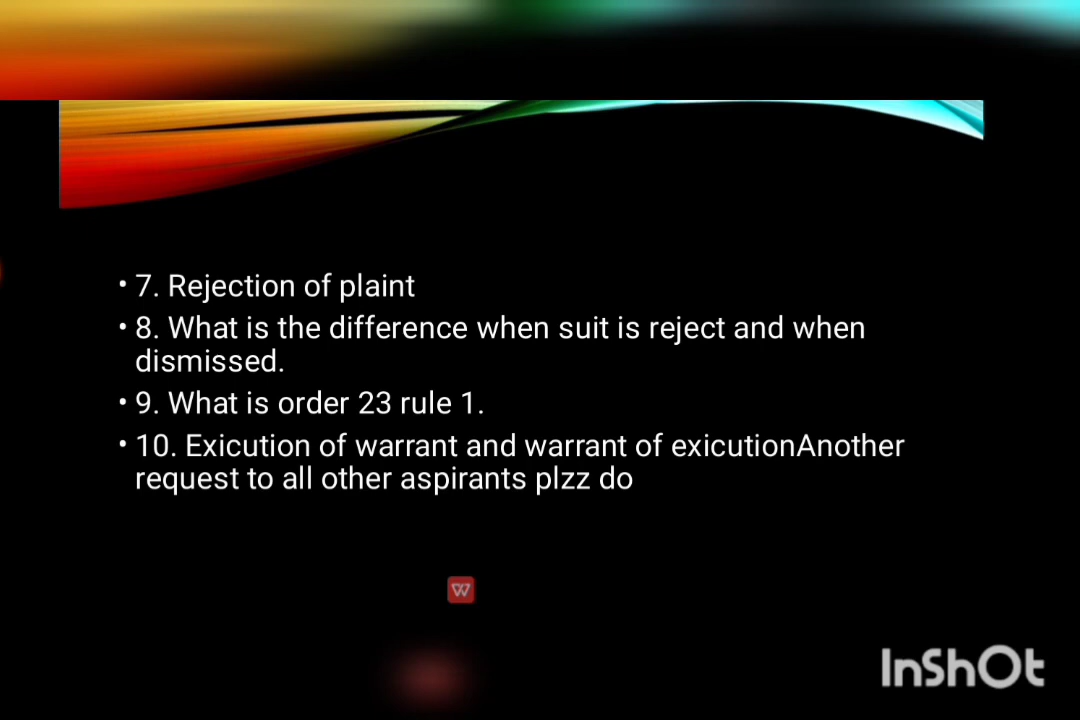 • 7. Rejection of plaint
• 8. What is the difference when suit is reject and when
dismissed.
• 9. What is order 23 rule 1.
• 10. Exicution of warrant and warrant of exicutionAnother
request to all other aspirants plzz do
W
InShOt